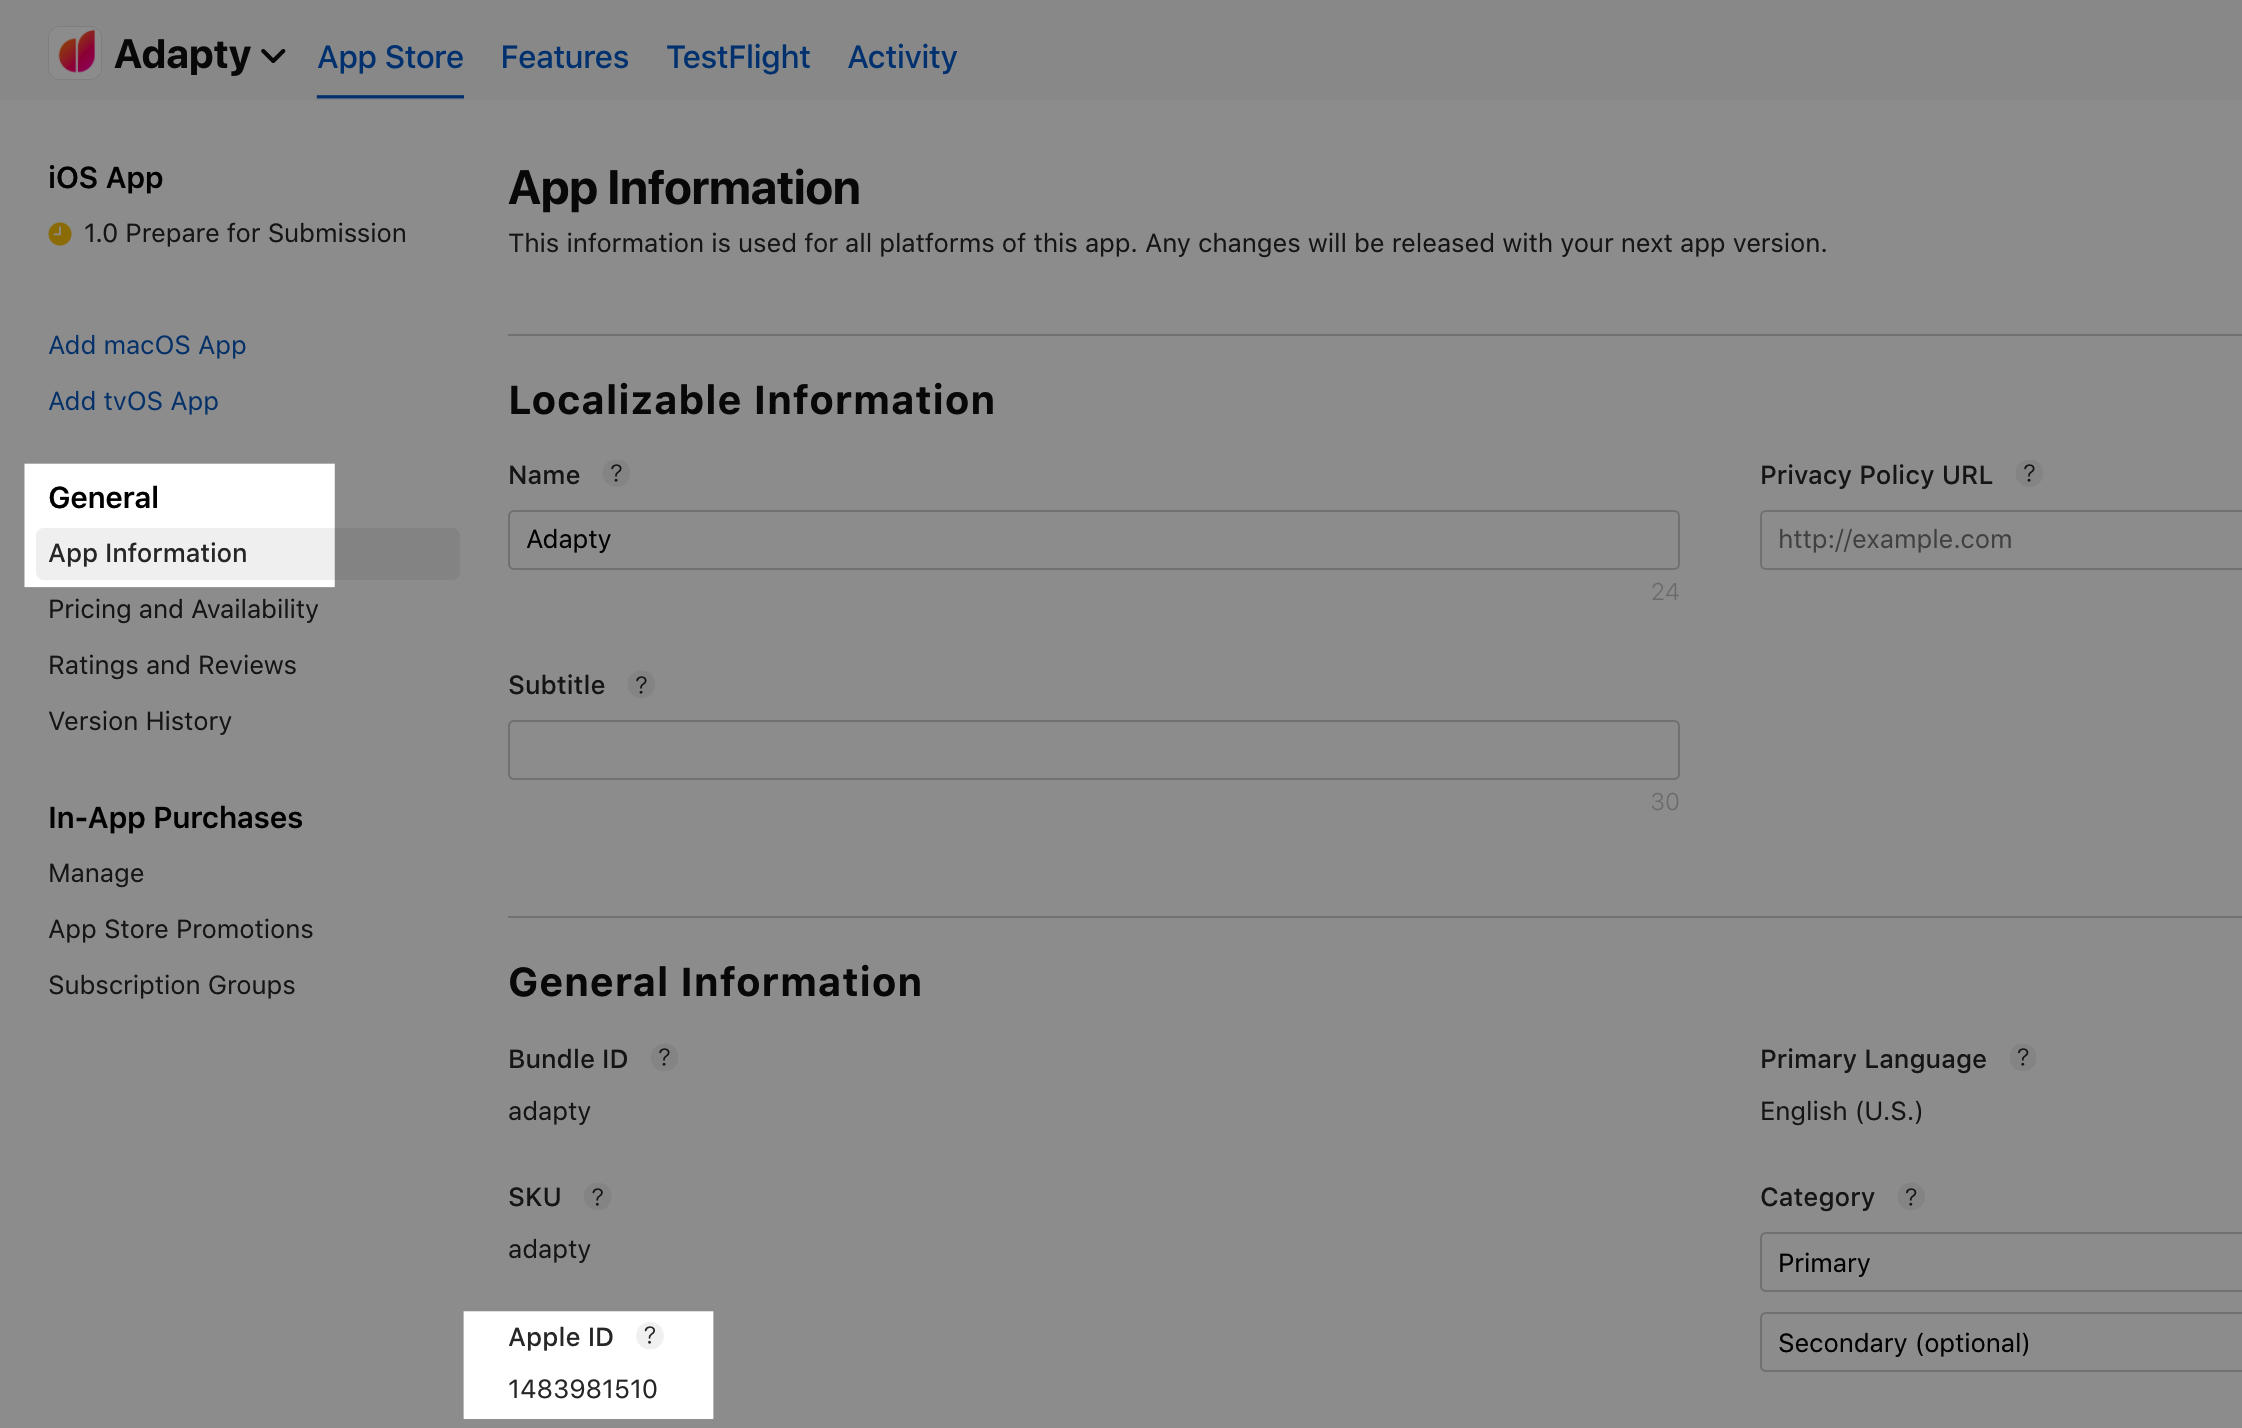 Adapty
App Store
Features
TestFlight
Activity
iOS App
1.0 Prepare for Submission
Add macOS App
Add tvOS App
General
App Information
Pricing and Availability
Ratings and Reviews
Version History
In-App Purchases
Manage
App Store Promotions
Subscription Groups
App Information
This information is used for all platforms of this app. Any changes will be released with your next app version.
Localizable Information
Name ?
Adapty
24
Privacy Policy URL ?
http://example.com
Subtitle ?
30
General Information
Bundle ID ?
adapty
Primary Language ?
English (U.S.)
SKU ?
adapty
Category ?
Primary
Secondary (optional)
Apple ID ?
1483981510